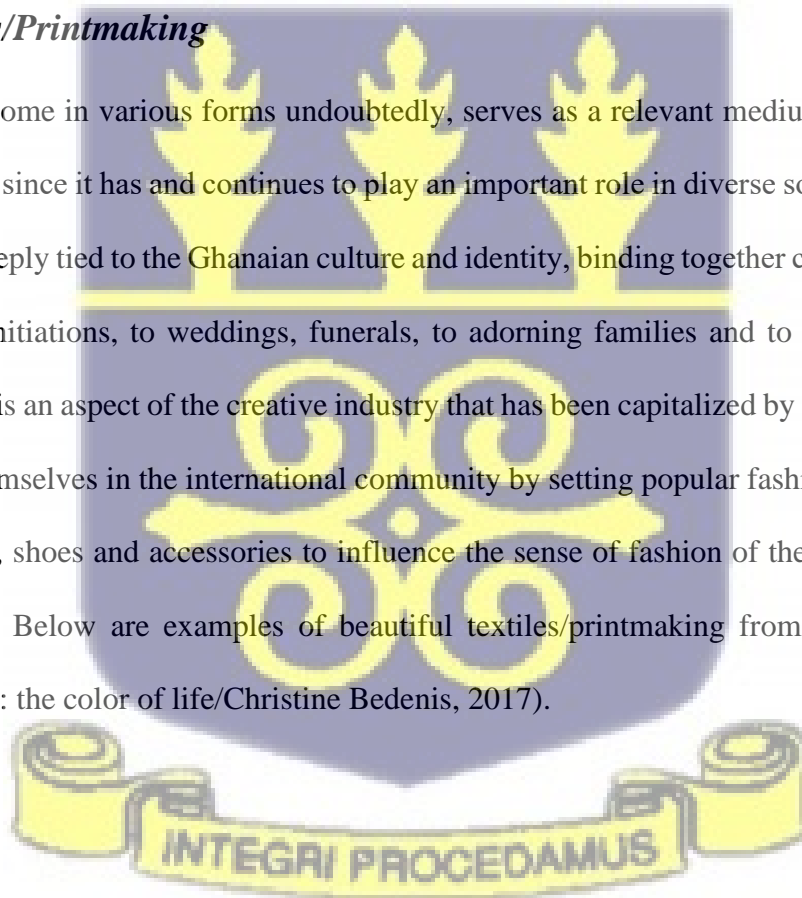 /Printmaking
ome in various forms undoubtedly, serves as a relevant mediu
since it has and continues to play an important role in diverse so
eply tied to the Ghanaian culture and identity, binding together c
nitiations, to weddings, funerals, to adorning families and to
is an aspect of the creative industry that has been capitalized by
mselves in the international community by setting popular fashi
, shoes and accessories to influence the sense of fashion of the
Below are examples of beautiful textiles/printmaking from
: the color of life/Christine Bedenis, 2017).
INTEGRI PROCEDAMUS